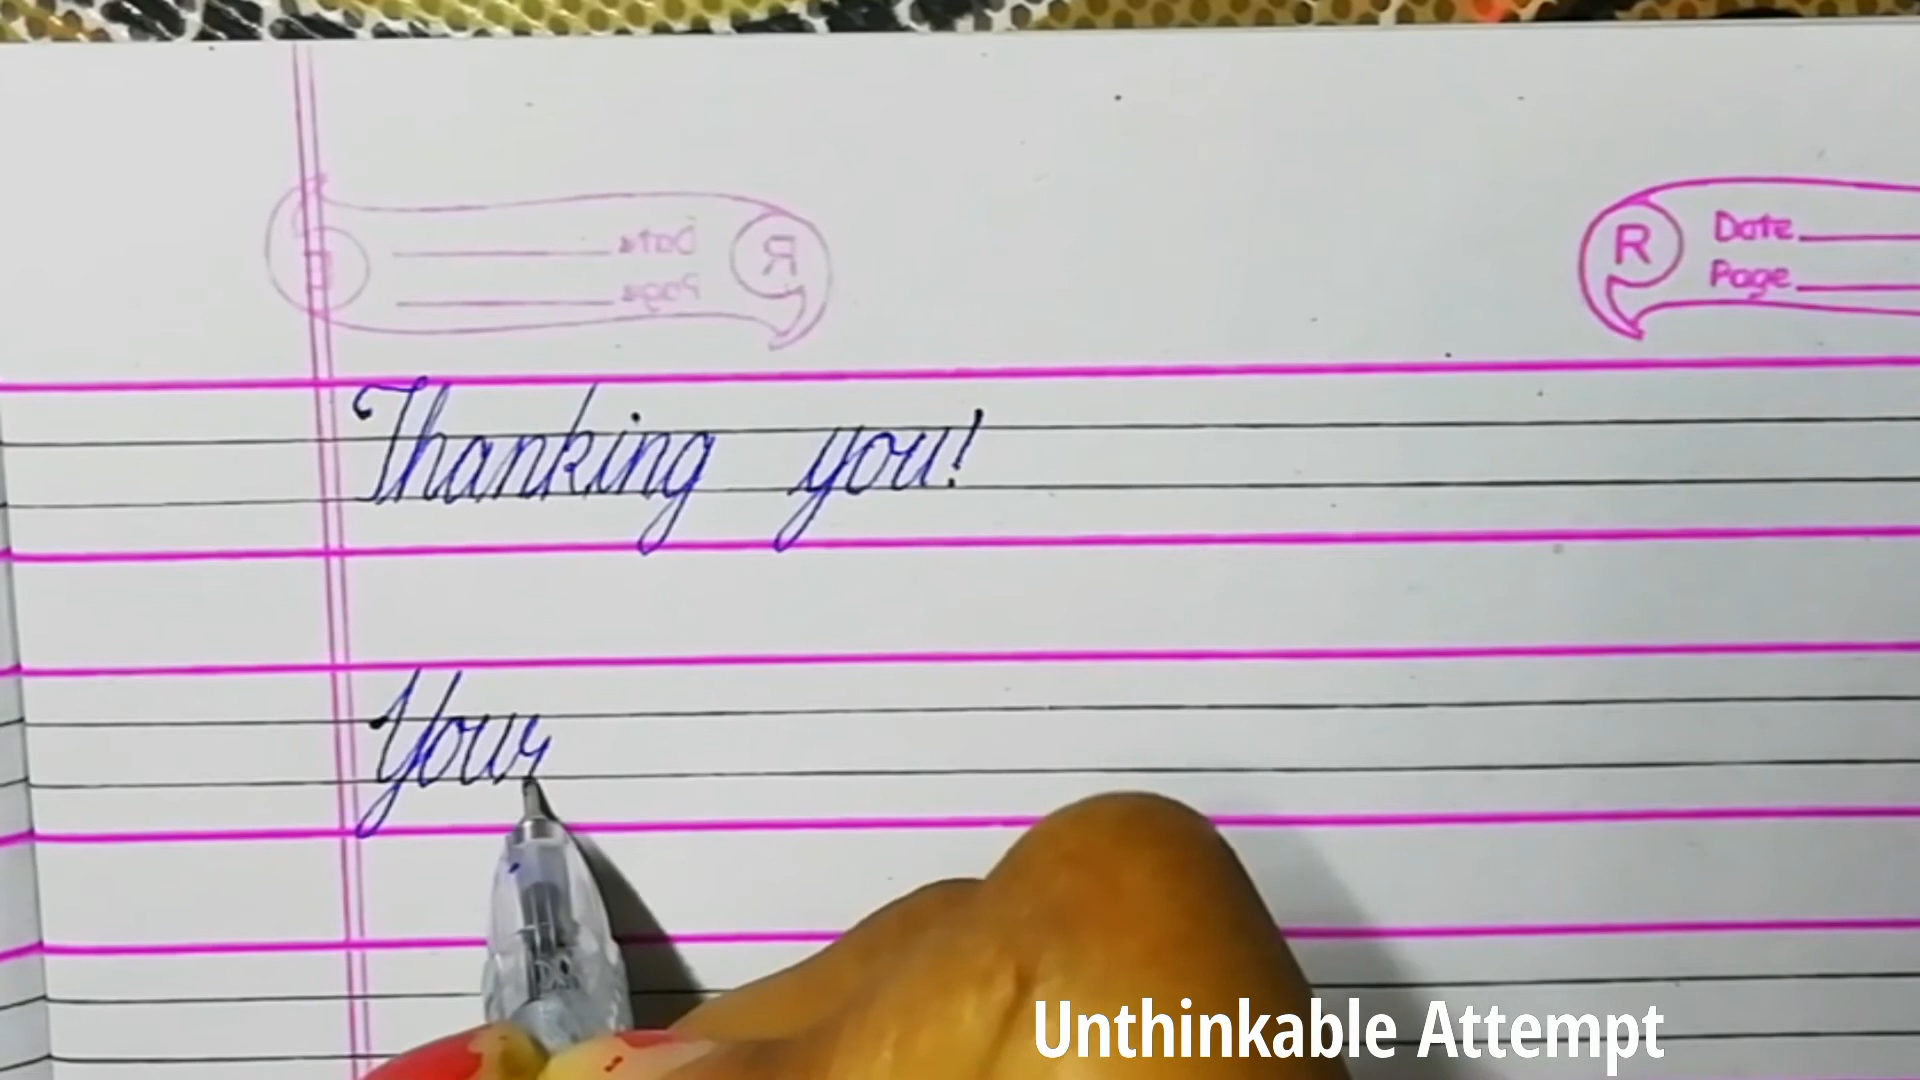 R Date
Page
Thanking you!
Your
Unthinkable Attempt